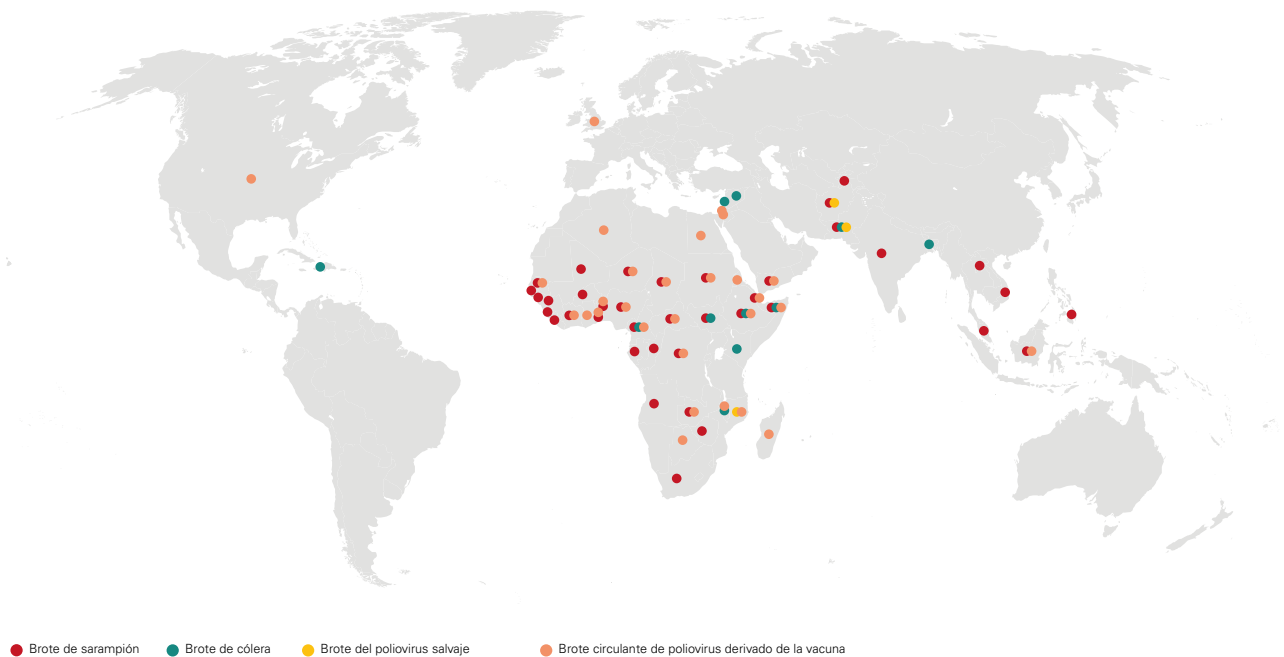 Brote de sarampión
Brote de cólera
Brote del poliovirus salvaje
Brote circulante de poliovirus derivado de la vacuna